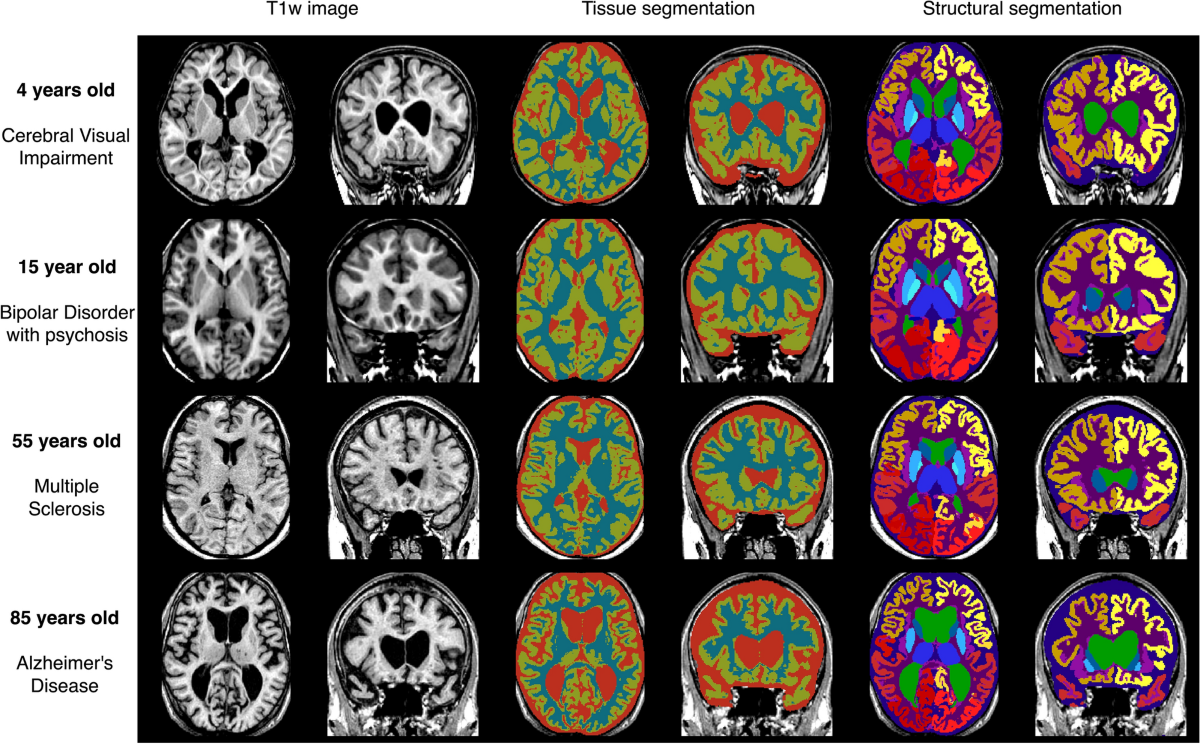 T1w image
Tissue segmentation
Structural segmentation
4 years old
Cerebral Visual
Impairment
15 year old
Bipolar Disorder
with psychosis
55 years old
Multiple
Sclerosis
85 years old
Alzheimer's
Disease